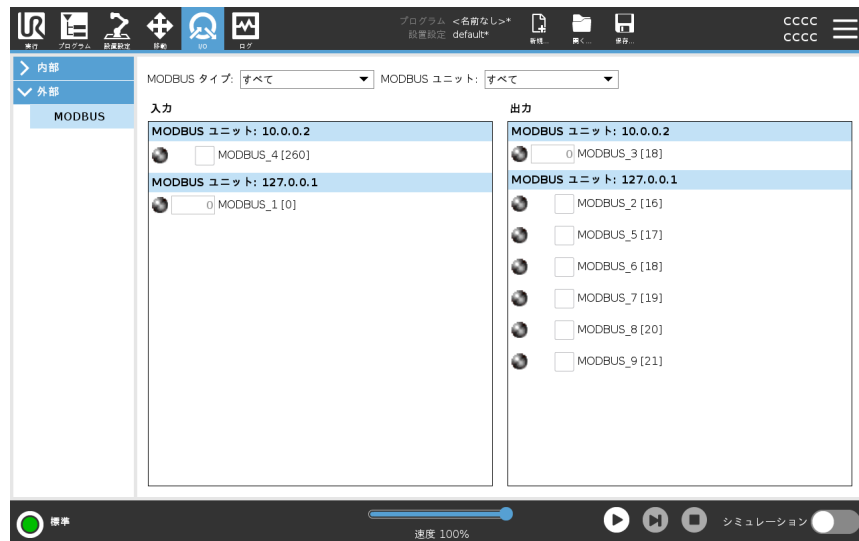 UR
実行
プログラム
設置設定
移動
I/O
ログ
プログラム <名前なし>*
設置設定 default*
新規...
開く...
保存...
cccc
cccc
内部
外部
MODBUS
MODBUS タイプ: すべて
MODBUS ユニット: すべて
入力
MODBUS ユニット: 10.0.0.2
MODBUS_4 [260]
MODBUS ユニット: 127.0.0.1
0 MODBUS_1 [0]
出力
MODBUS ユニット: 10.0.0.2
0 MODBUS_3 [18]
MODBUS ユニット: 127.0.0.1
MODBUS_2 [16]
MODBUS_5 [17]
MODBUS_6 [18]
MODBUS_7 [19]
MODBUS_8 [20]
MODBUS_9 [21]
標準
速度 100%
シミュレーション